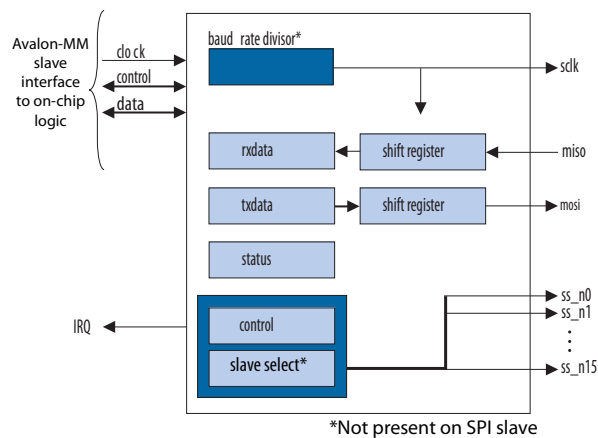 Avalon-MM
slave
interface
to on-chip
logic
clo ck
control
data
baud rate divisor*
sclk
rxdata
shift register
miso
txdata
shift register
mosi
status
IRQ
control
slave select*
ss_n0
ss_n1
ss_n15
*Not present on SPI slave